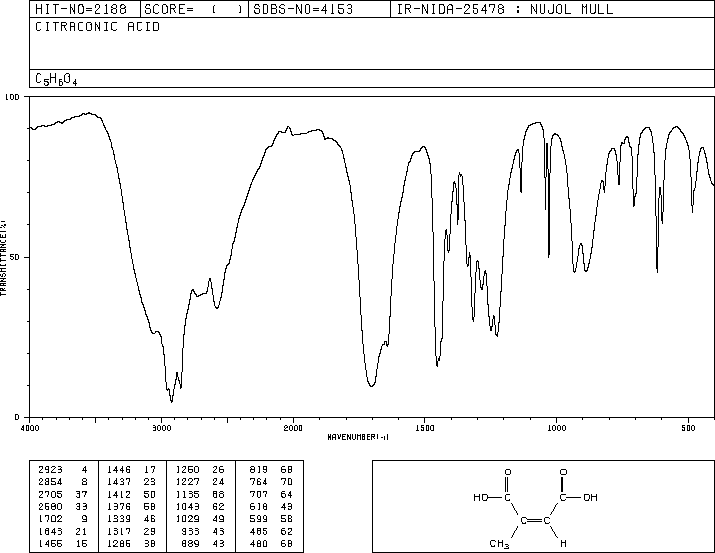 HIT-NO=2188 SCORE= ( ) SDBS-NO=4153 IR-NIDA-25478 : NUJOL MULL
CITRACONIC ACID
C5H6O4
100
50
0
TRANSMITTANCE(%)
4000 3000 2000 1500 1000 500
WAVENUMBER(-1)
2923 4 1446 17 1250 26 819 68
2854 8 1437 23 1227 24 764 70
2705 37 1412 50 1135 68 707 64
2580 33 1376 58 1043 62 618 43
1702 9 1339 46 1029 49 599 58
1643 21 1317 29 933 43 485 62
1455 15 1285 38 889 43 480 68
O O
HO C C OH
C C
CH3 H